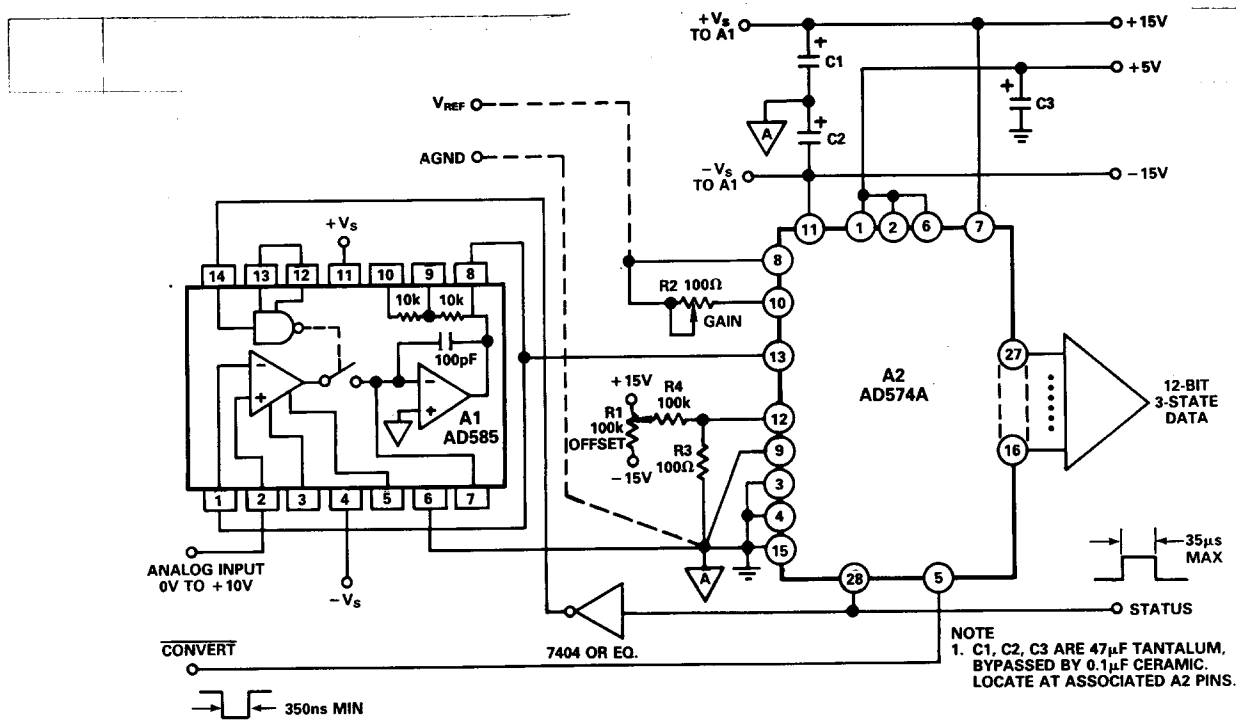 +Vs
TO A1
+15V
C1
+
+5V
+
C3
A
+
C2
VREF
AGND
−Vs
TO A1
−15V
+Vs
14
13
12
11
10
9
8
10k
10k
100pF
−
+
−
+
A1
AD585
1
2
3
4
5
6
7
ANALOG INPUT
0V TO +10V
−Vs
11
1
2
6
7
8
R2 100Ω
10
GAIN
13
+15V
R4
100k
R1
100k
OFFSET
−15V
R3
100Ω
12
9
3
4
15
A
A2
AD574A
27
16
12-BIT
3-STATE
DATA
28
5
35µs
MAX
STATUS
7404 OR EQ.
CONVERT
350ns MIN
NOTE
1. C1, C2, C3 ARE 47µF TANTALUM,
BYPASSED BY 0.1µF CERAMIC.
LOCATE AT ASSOCIATED A2 PINS.